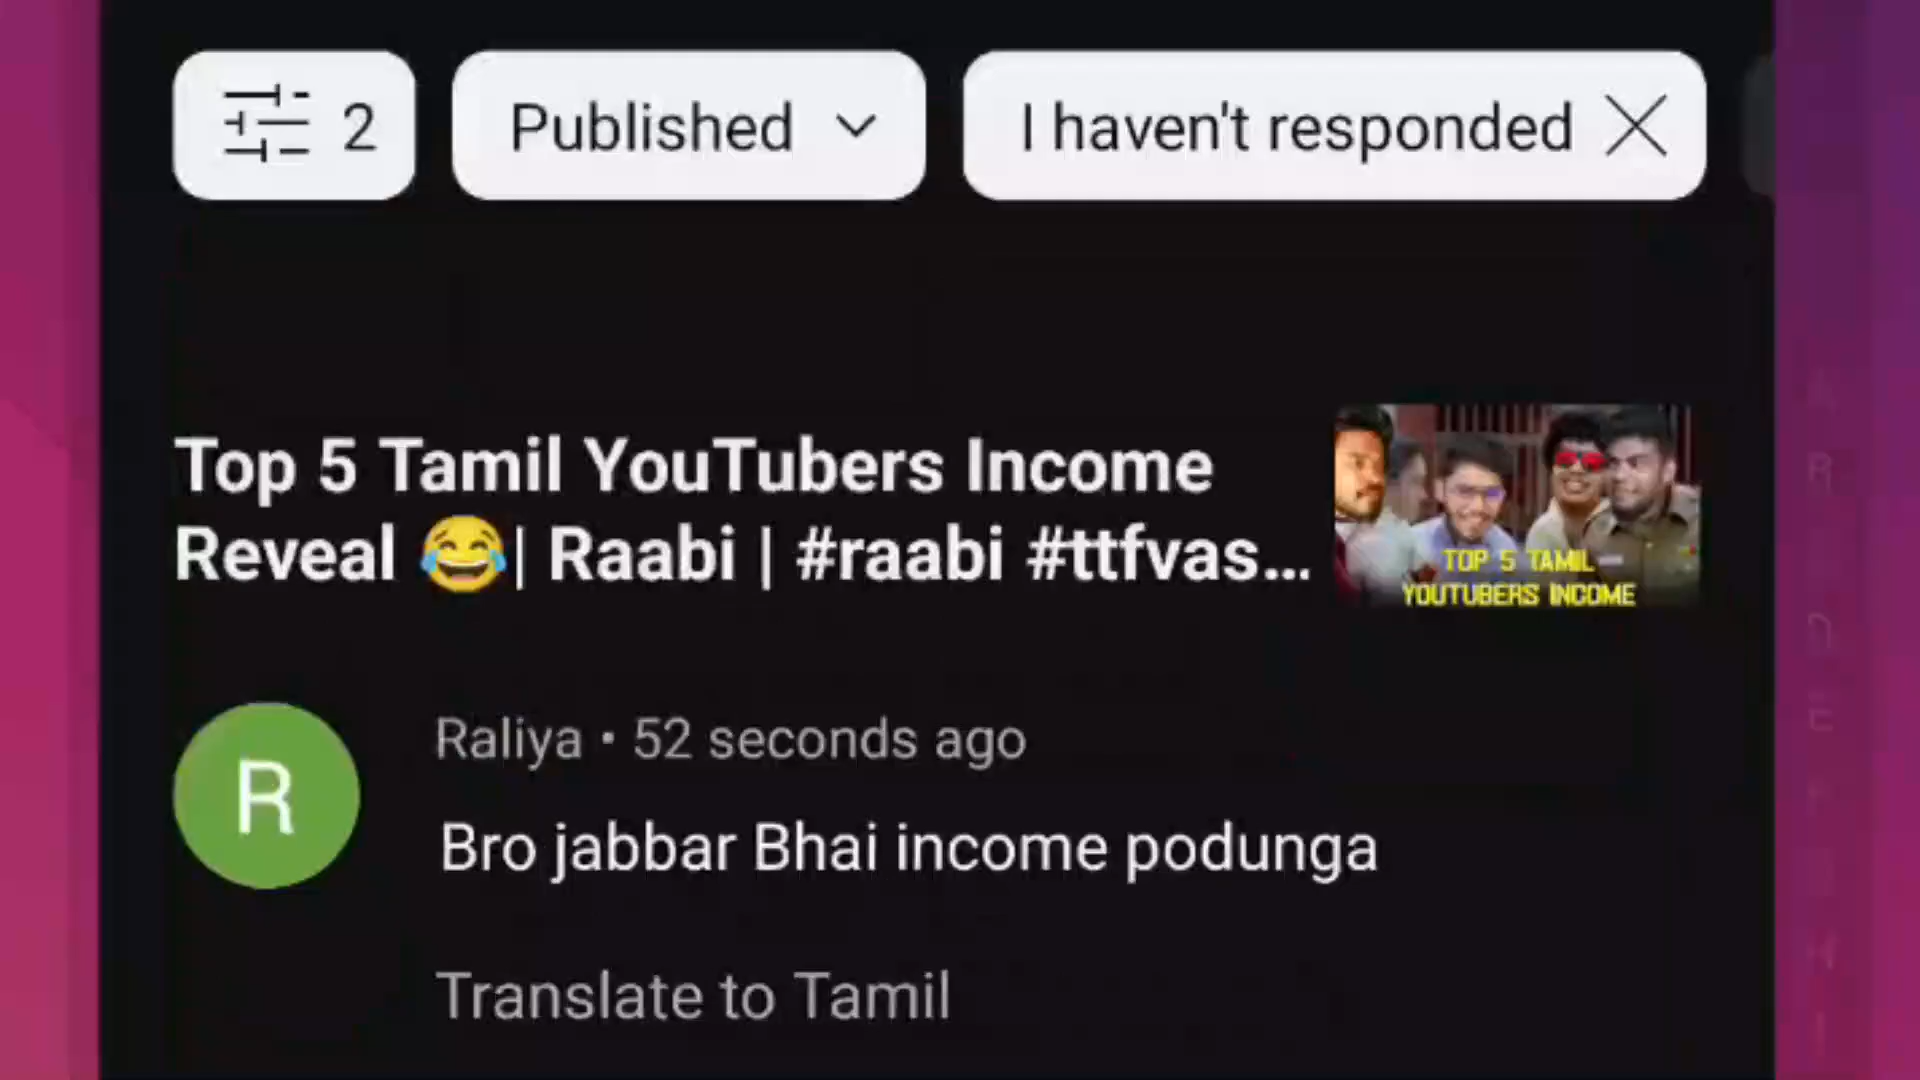 2
Published
I haven't responded
Top 5 Tamil YouTubers Income
Reveal 😂| Raabi | #raabi #ttfvas...
TOP 5 TAMIL
YOUTUBERS INCOME
R
Raliya • 52 seconds ago
Bro jabbar Bhai income podunga
Translate to Tamil